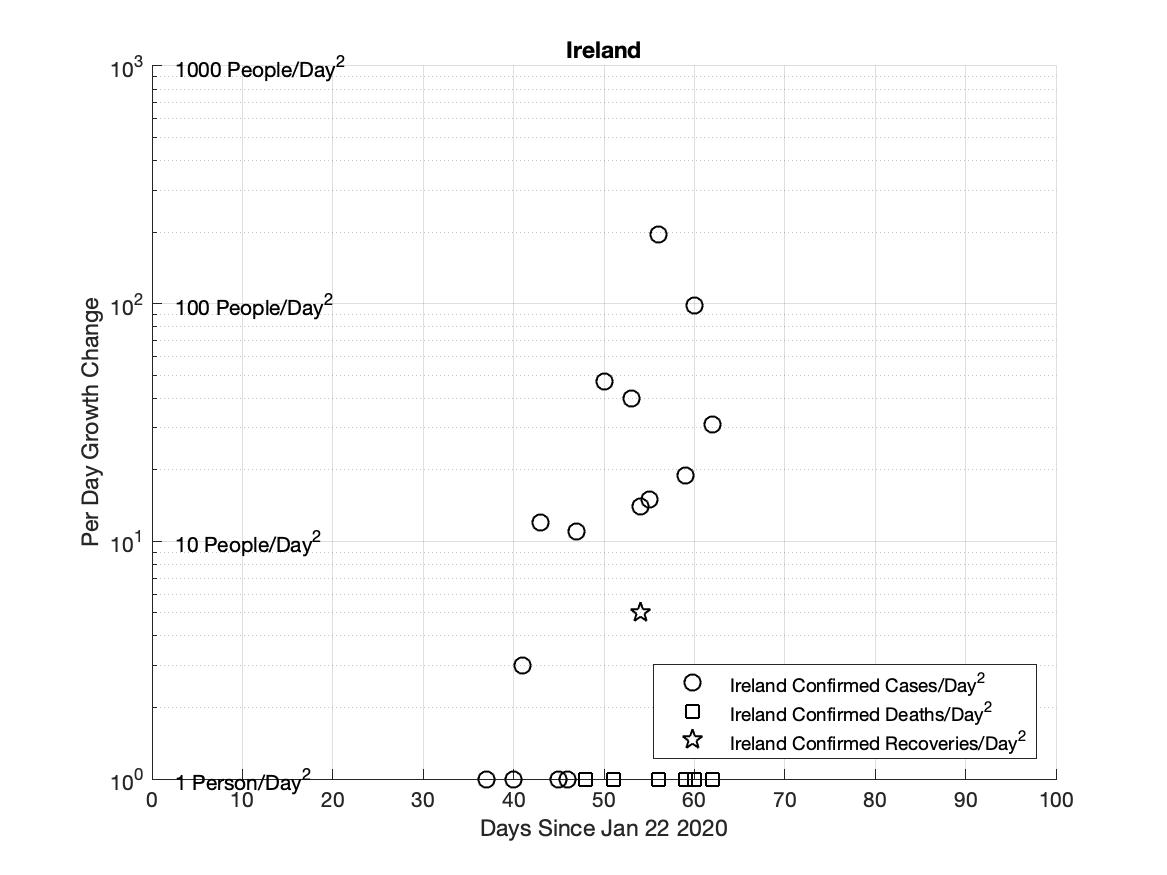 Ireland
10³ 1000 People/Day²
10² 100 People/Day²
Per Day Growth Change
10¹ 10 People/Day²
Ireland Confirmed Cases/Day²
Ireland Confirmed Deaths/Day²
Ireland Confirmed Recoveries/Day²
10⁰ 1 Person/Day²
0 10 20 30 40 50 60 70 80 90 100
Days Since Jan 22 2020